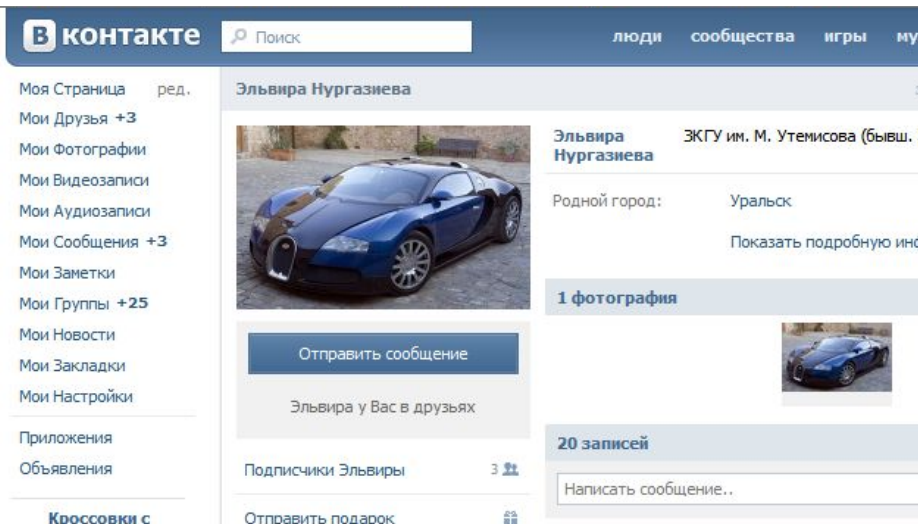 В контакте
Поиск
люди сообщества игры
Моя Страница ред.
Мои Друзья +3
Мои Фотографии
Мои Видеозаписи
Мои Аудиозаписи
Мои Сообщения +3
Мои Заметки
Мои Группы +25
Мои Новости
Мои Закладки
Мои Настройки
Приложения
Объявления
Кроссовки с
Эльвира Нургазиева
Отправить сообщение
Эльвира у Вас в друзьях
Подписчики Эльвиры 3
Отправить подарок
Эльвира
Нургазиева
ЗКГУ им. М. Утемисова (бывш.
Родной город: Уральск
Показать подробную
1 фотография
20 записей
Написать сообщение..